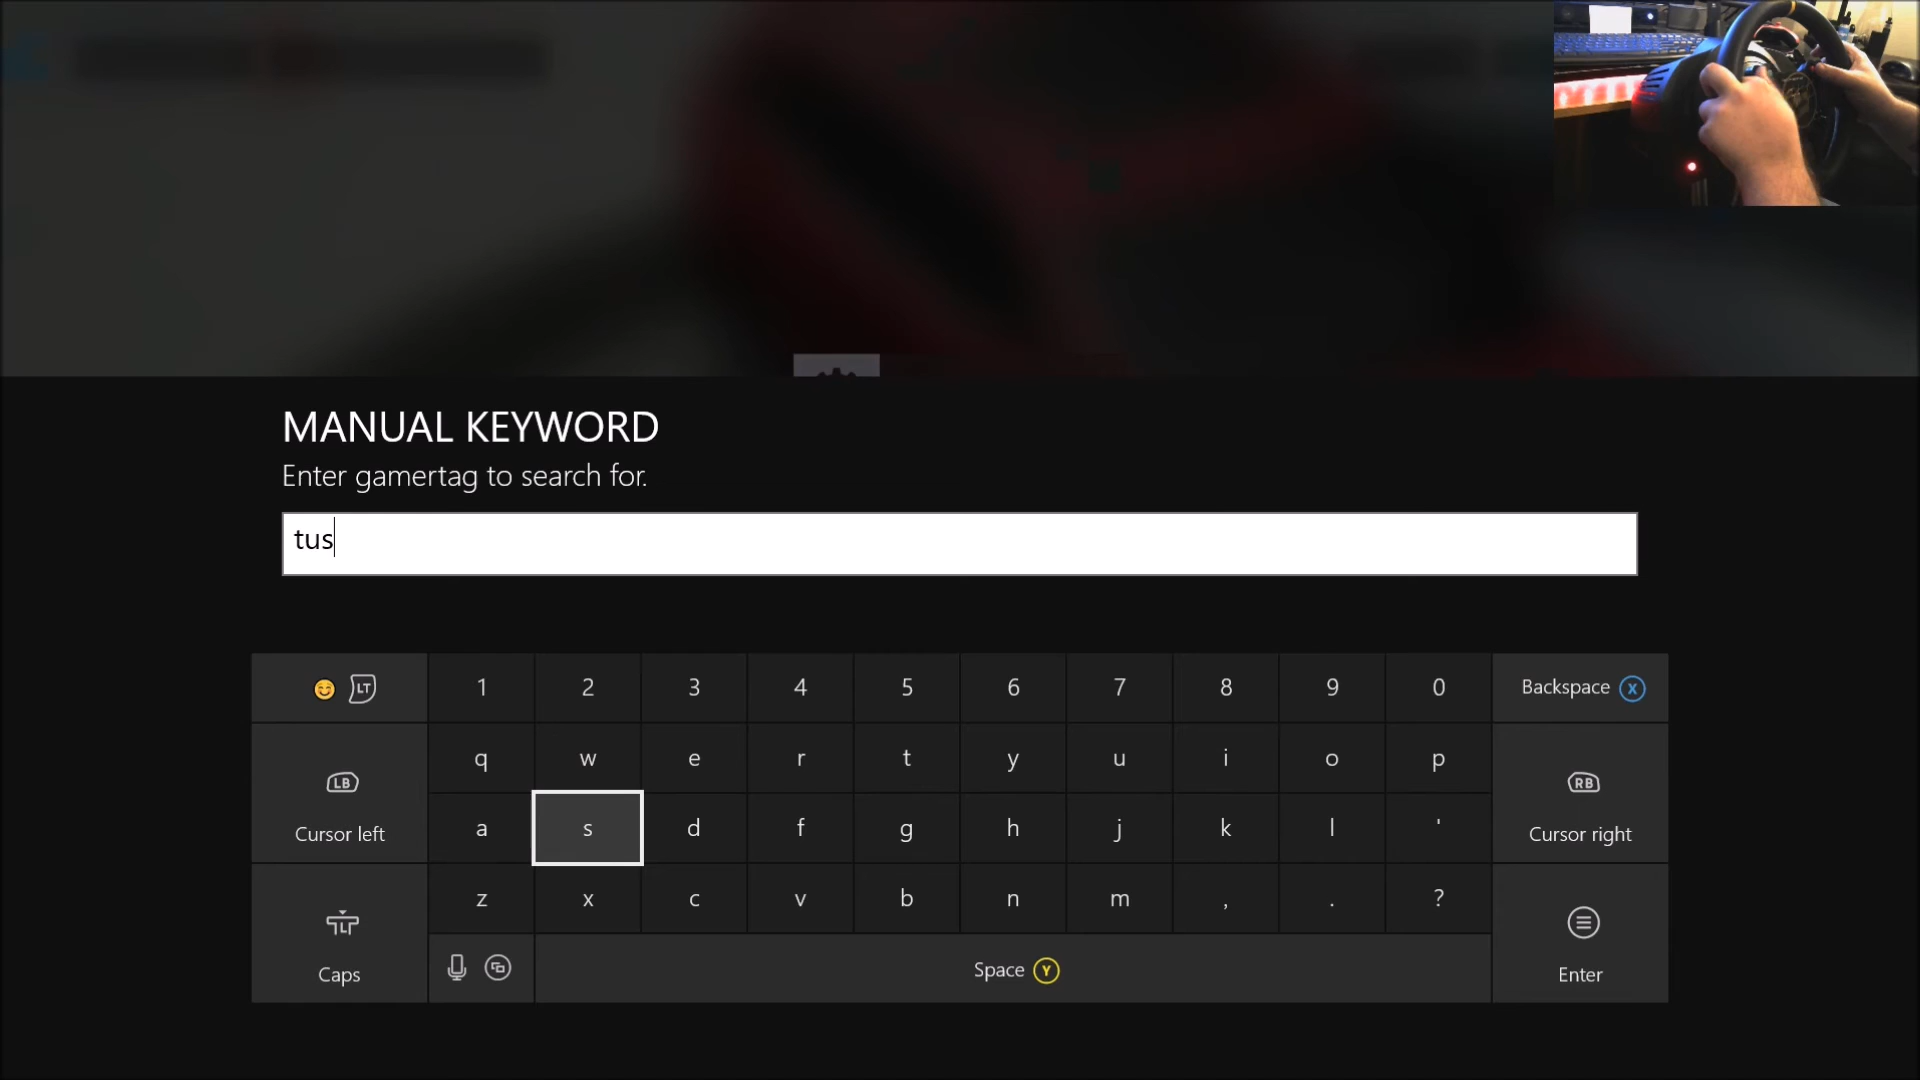 MANUAL KEYWORD
Enter gamertag to search for.
tus
😊 LT 1 2 3 4 5 6 7 8 9 0 Backspace X
q w e r t y u i o p
LB Cursor left
a s d f g h j k l '
RB Cursor right
z x c v b n m , . ?
LT Caps
Space Y
Enter